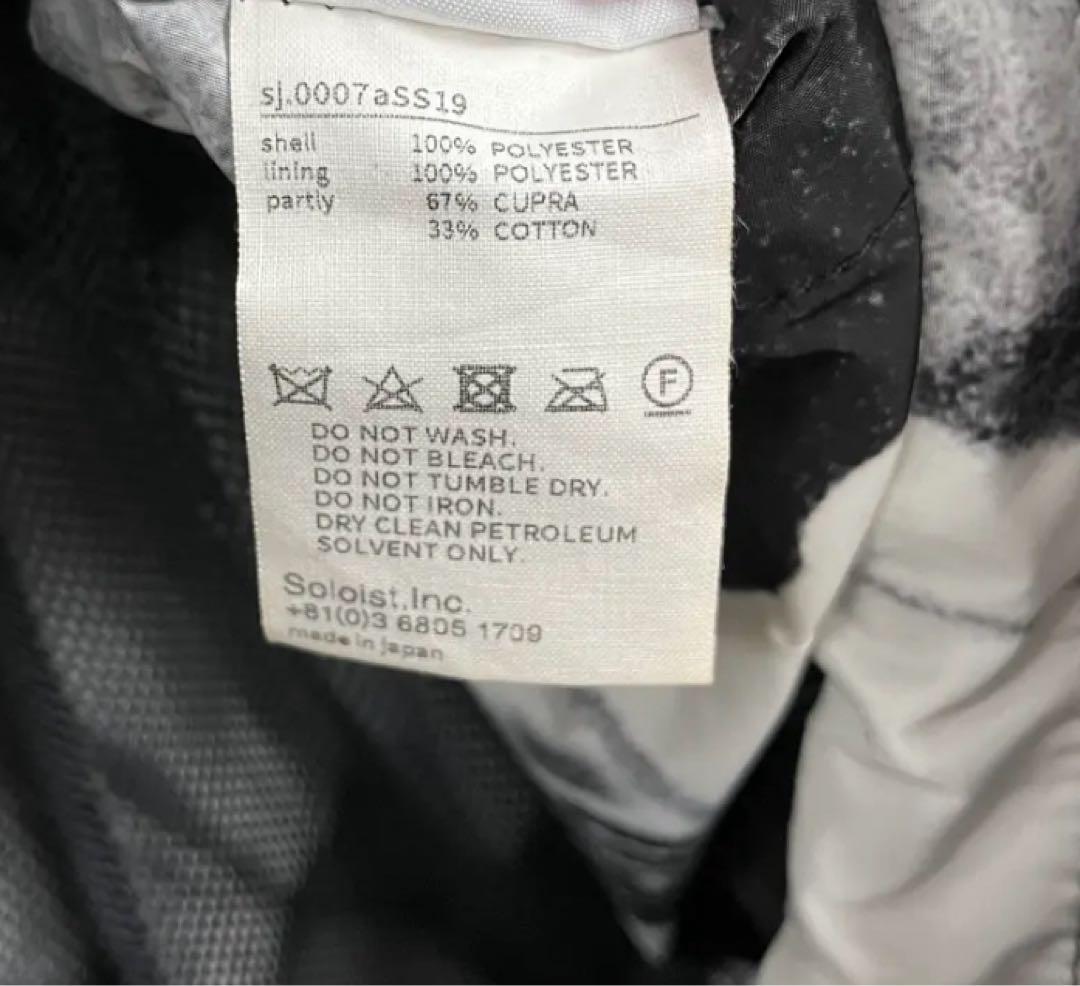 sj.0007aSS19
shell 100% POLYESTER
lining 100% POLYESTER
partly 67% CUPRA
33% COTTON
F
DO NOT WASH.
DO NOT BLEACH.
DO NOT TUMBLE DRY.
DO NOT IRON.
DRY CLEAN PETROLEUM
SOLVENT ONLY.
Soloist.Inc.
+81(0)3 6805 1709
made in japan